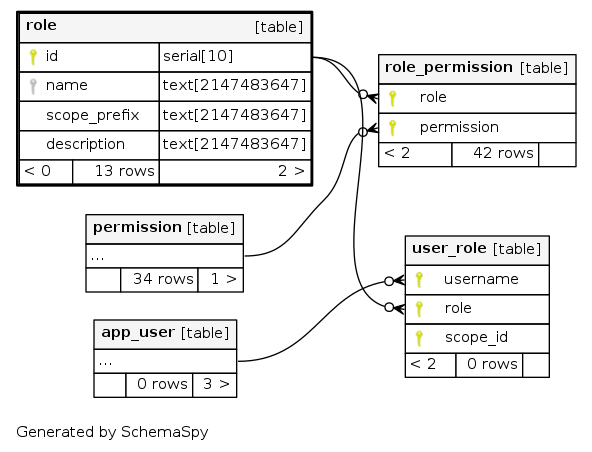 role [table]
id serial[10]
name text[2147483647]
scope_prefix text[2147483647]
description text[2147483647]
< 0 13 rows 2 >
role_permission [table]
role
permission
< 2 42 rows
permission [table]
...
34 rows 1 >
user_role [table]
username
role
scope_id
< 2 0 rows
app_user [table]
...
0 rows 3 >
Generated by SchemaSpy